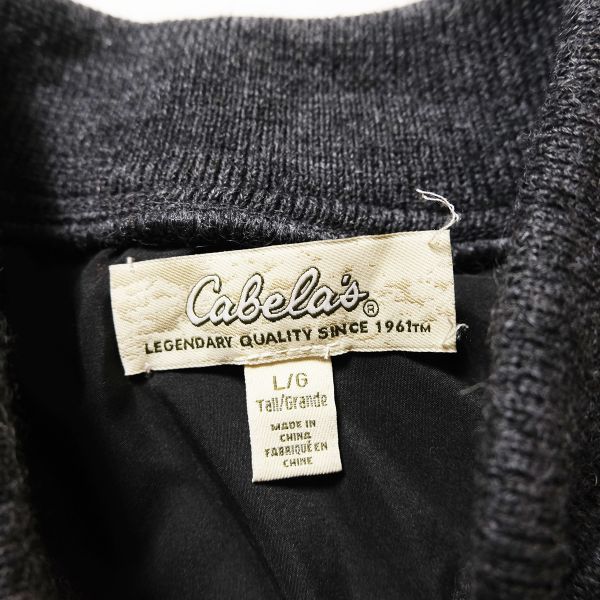 Cabela's®
LEGENDARY QUALITY SINCE 1961™
L/G
Tall/Grande
MADE IN
CHINA
FABRIQUÉ EN
CHINE